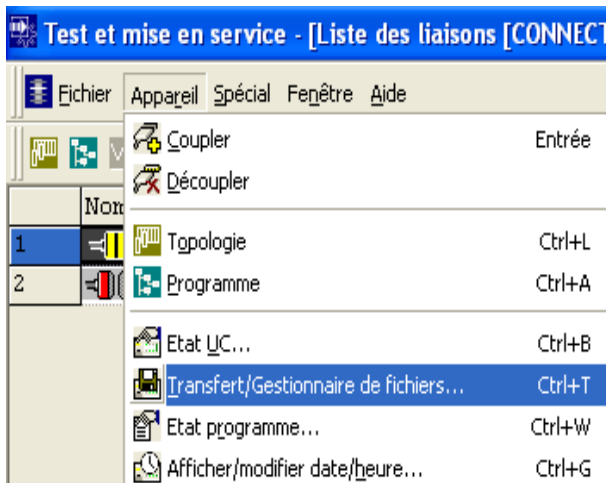 Test et mise en service - [Liste des liaisons [CONNECT
Fichier Appareil Spécial Fenêtre Aide
Coupler Entrée
Découpler
Nom
1 Topologie Ctrl+L
2 Programme Ctrl+A
Etat UC... Ctrl+B
Transfert/Gestionnaire de fichiers... Ctrl+T
Etat programme... Ctrl+W
Afficher/modifier date/heure... Ctrl+G